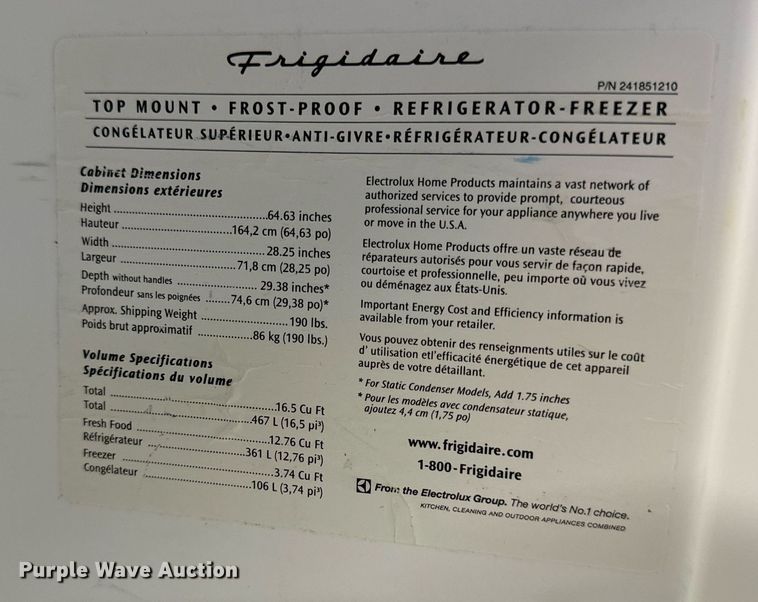 Frigidaire
P/N 241851210
TOP MOUNT • FROST-PROOF • REFRIGERATOR-FREEZER
CONGÉLATEUR SUPÉRIEUR•ANTI-GIVRE•RÉFRIGÉRATEUR-CONGÉLATEUR
Cabinet Dimensions
Dimensions extérieures
Height ........................................64.63 inches
Hauteur ............................164,2 cm (64,63 po)
Width ........................................28.25 inches
Largeur ..............................71,8 cm (28,25 po)
Depth without handles ......................29.38 inches*
Profondeur sans les poignées .......74,6 cm (29,38 po)*
Approx. Shipping Weight ......................190 lbs.
Poids brut approximatif ..............86 kg (190 lbs.)
Volume Specifications
Spécifications du volume
Total ..........................................16.5 Cu Ft
Total ..................................467 L (16,5 pi³)
Fresh Food ..................................12.76 Cu Ft
Réfrigérateur ........................361 L (12,76 pi³)
Freezer ......................................3.74 Cu Ft
Congélateur ............................106 L (3,74 pi³)
Electrolux Home Products maintains a vast network of
authorized services to provide prompt, courteous
professional service for your appliance anywhere you live
or move in the U.S.A.
Electrolux Home Products offre un vaste réseau de
réparateurs autorisés pour vous servir de façon rapide,
courtoise et professionnelle, peu importe où vous vivez
ou déménagez aux États-Unis.
Important Energy Cost and Efficiency information is
available from your retailer.
Vous pouvez obtenir des renseignments utiles sur le coût
d' utilisation etl'efficacité énergétique de cet appareil
auprès de votre détaillant.
* For Static Condenser Models, Add 1.75 inches
* Pour les modèles avec condensateur statique,
ajoutez 4,4 cm (1,75 po)
www.frigidaire.com
1-800-Frigidaire
From the Electrolux Group. The world's No.1 choice.
KITCHEN, CLEANING AND OUTDOOR APPLIANCES COMBINED
Purple Wave Auction